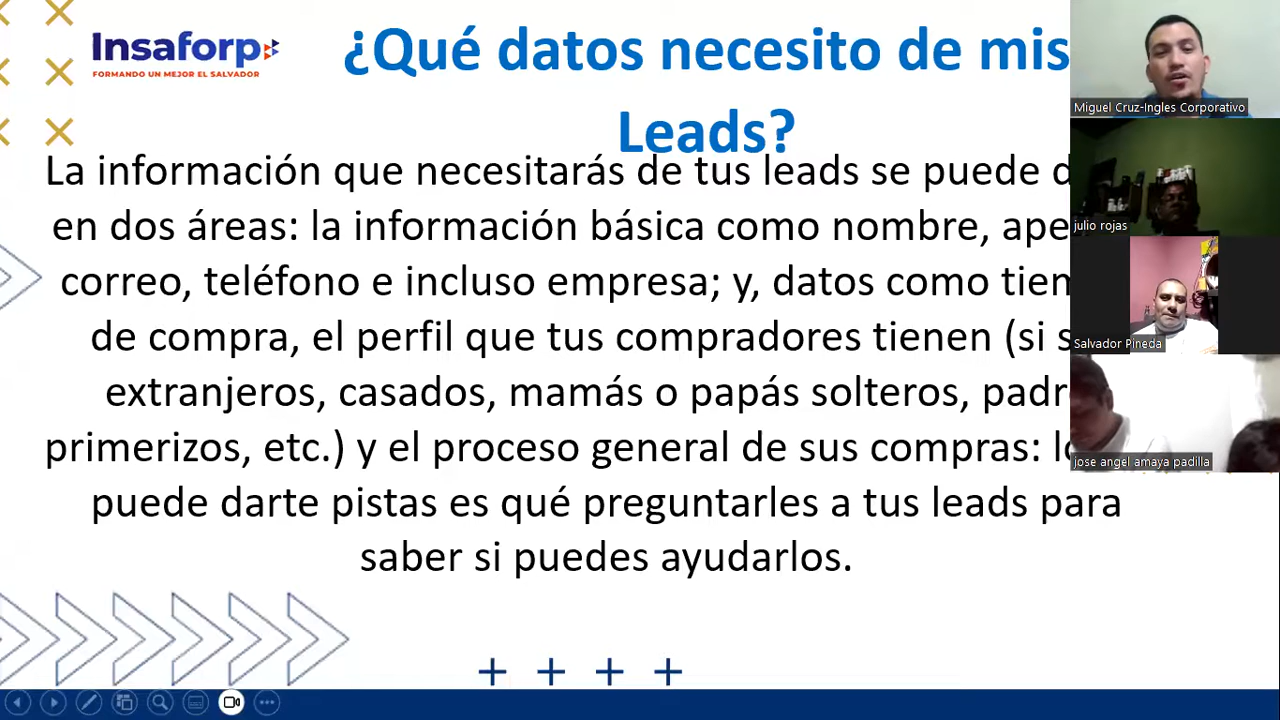 Insaforp
FORMANDO UN MEJOR EL SALVADOR
¿Qué datos necesito de mis
Leads?
La información que necesitarás de tus leads se puede
en dos áreas: la información básica como nombre,
correo, teléfono e incluso empresa; y, datos como
de compra, el perfil que tus compradores tienen (si
extranjeros, casados, mamás o papás solteros,
primerizos, etc.) y el proceso general de sus compras:
puede darte pistas es qué preguntarles a tus leads para
saber si puedes ayudarlos.
Miguel Cruz-Ingles Corporativo
julio rojas
Salvador Pineda
jose angel amaya padilla